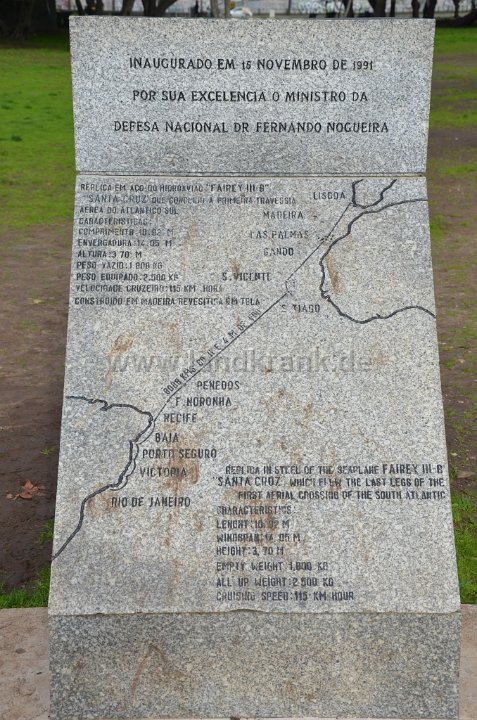 INAUGURADO EM 15 NOVEMBRO DE 1991
POR SUA EXCELENCIA O MINISTRO DA
DEFESA NACIONAL DR FERNANDO NOGUEIRA
REPLICA EM AÇO DO HIDROAVIÃO "FAIREY III-B"
"SANTA CRUZ" QUE CONCLUIU A PRIMEIRA TRAVESSIA
AEREA DO ATLANTICO SUL
CARACTERISTICAS:
COMPRIMENTO: 10.92 M
ENVERGADURA: 14.05 M
ALTURA: 3,70 M
PESO VAZIO: 1,800 KG
PESO EQUIPADO: 2,500 KG
VELOCIDADE CRUZEIRO: 115 KM HORA
CONSTRUIDO EM MADEIRA REVESTIDA EM TELA
LISBOA
MADEIRA
LAS PALMAS
GANDO
S. VICENTE
S. TIAGO
www.landkrank.de
PENEDOS
F. NORONHA
RECIFE
BAIA
PORTO SEGURO
VICTORIA
RIO DE JANEIRO
REPLICA IN STEEL OF THE SEAPLANE FAIREY III-B
"SANTA CRUZ" WHICH FLEW THE LAST LEGS OF THE
FIRST AERIAL CROSSING OF THE SOUTH ATLANTIC
CHARACTERISTICS:
LENGHT: 10,92 M
WINGSPAN: 14,05 M
HEIGHT: 3,70 M
EMPTY WEIGHT 1,800 KG
ALL UP WEIGHT: 2 500 KG
CRUISING SPEED: 115 KM HOUR